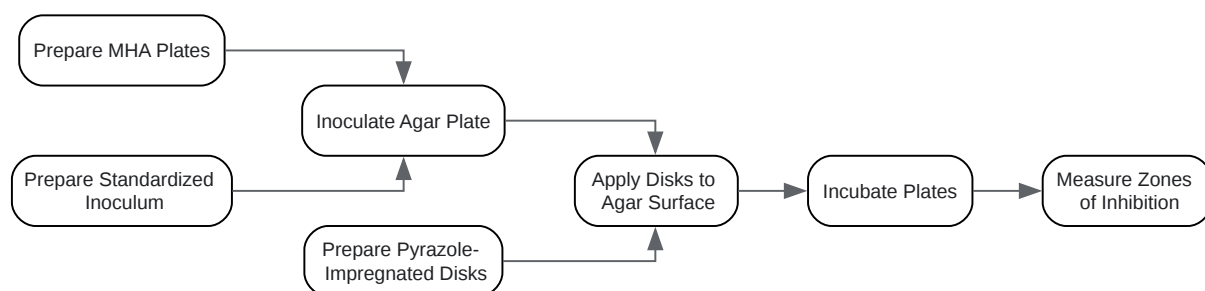 Prepare MHA Plates
Inoculate Agar Plate
Prepare Standardized
Inoculum
Prepare Pyrazole-
Impregnated Disks
Apply Disks to
Agar Surface
Incubate Plates
Measure Zones
of Inhibition